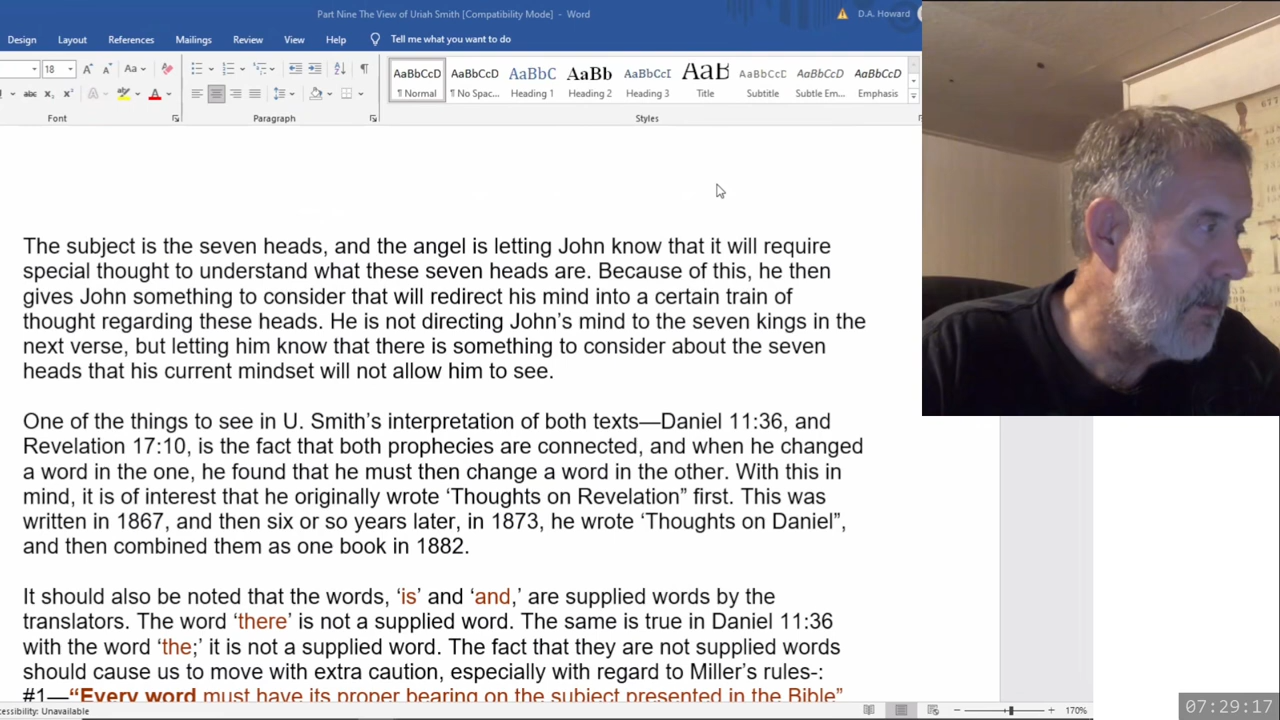 Part Nine The View of Uriah Smith [Compatibility Mode] - Word
D.A. Howard
Design Layout References Mailings Review View Help Tell me what you want to do
18 Aa
AaBbCcD AaBbCcD AaBbC AaBb AaBbCcI AaB AaBbCcD AaBbCcD AaBbCcD
¶ Normal ¶ No Spac... Heading 1 Heading 2 Heading 3 Title Subtitle Subtle Em... Emphasis
Font Paragraph Styles
The subject is the seven heads, and the angel is letting John know that it will require
special thought to understand what these seven heads are. Because of this, he then
gives John something to consider that will redirect his mind into a certain train of
thought regarding these heads. He is not directing John’s mind to the seven kings in the
next verse, but letting him know that there is something to consider about the seven
heads that his current mindset will not allow him to see.
One of the things to see in U. Smith’s interpretation of both texts—Daniel 11:36, and
Revelation 17:10, is the fact that both prophecies are connected, and when he changed
a word in the one, he found that he must then change a word in the other. With this in
mind, it is of interest that he originally wrote ‘Thoughts on Revelation” first. This was
written in 1867, and then six or so years later, in 1873, he wrote ‘Thoughts on Daniel”,
and then combined them as one book in 1882.
It should also be noted that the words, ‘is’ and ‘and,’ are supplied words by the
translators. The word ‘there’ is not a supplied word. The same is true in Daniel 11:36
with the word ‘the;’ it is not a supplied word. The fact that they are not supplied words
should cause us to move with extra caution, especially with regard to Miller’s rules-:
#1—“Every word must have its proper bearing on the subject presented in the Bible”
cessibility: Unavailable
170%
07:29:17